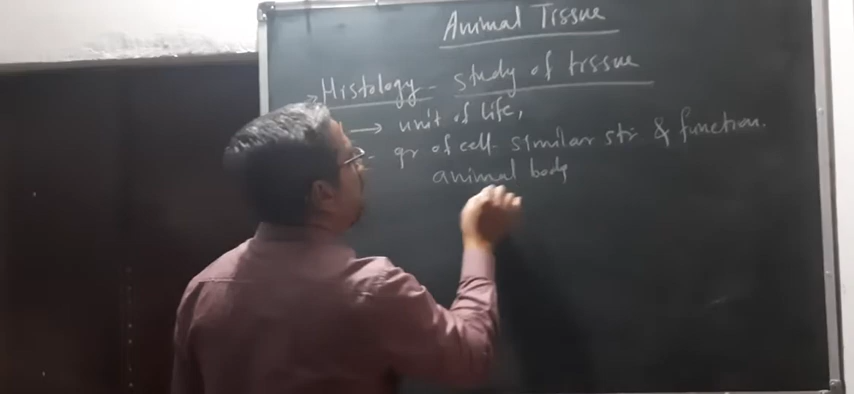 Animal Tissue
Histology - study of tissue
→ unit of life,
- gr of cell - similar str & function.
animal body